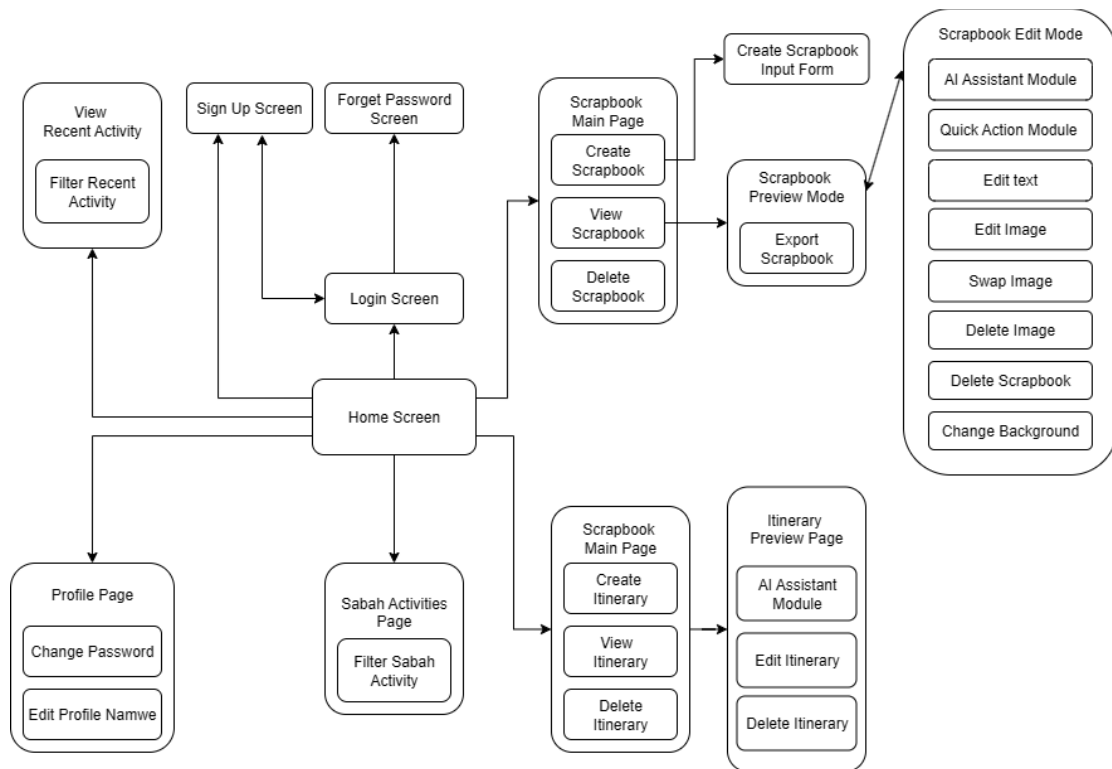 View
Recent Activity
Filter Recent
Activity
Sign Up Screen
Forget Password
Screen
Login Screen
Home Screen
Profile Page
Change Password
Edit Profile Namwe
Sabah Activities
Page
Filter Sabah
Activity
Scrapbook
Main Page
Create
Scrapbook
View
Scrapbook
Delete
Scrapbook
Create Scrapbook
Input Form
Scrapbook
Preview Mode
Export
Scrapbook
Scrapbook Edit Mode
AI Assistant Module
Quick Action Module
Edit text
Edit Image
Swap Image
Delete Image
Delete Scrapbook
Change Background
Scrapbook
Main Page
Create
Itinerary
View
Itinerary
Delete
Itinerary
Itinerary
Preview Page
AI Assistant
Module
Edit Itinerary
Delete Itinerary